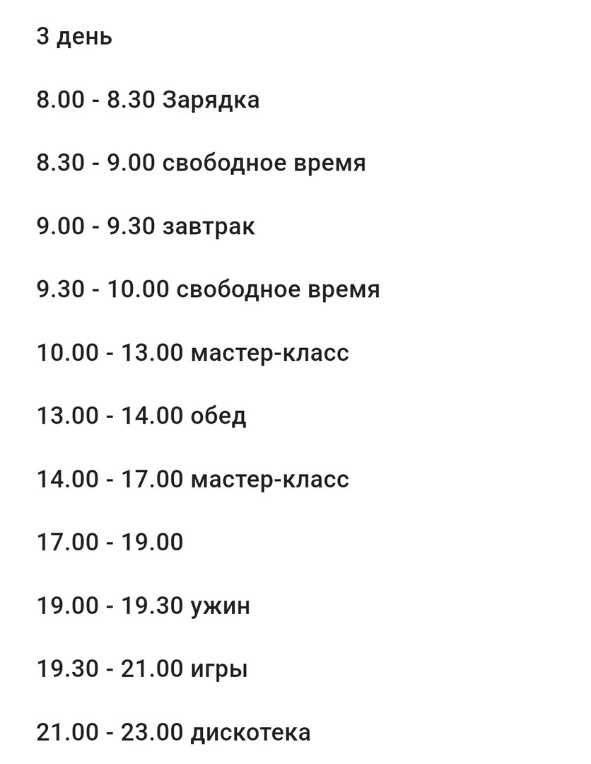 3 день
8.00 - 8.30 Зарядка
8.30 - 9.00 свободное время
9.00 - 9.30 завтрак
9.30 - 10.00 свободное время
10.00 - 13.00 мастер-класс
13.00 - 14.00 обед
14.00 - 17.00 мастер-класс
17.00 - 19.00
19.00 - 19.30 ужин
19.30 - 21.00 игры
21.00 - 23.00 дискотека